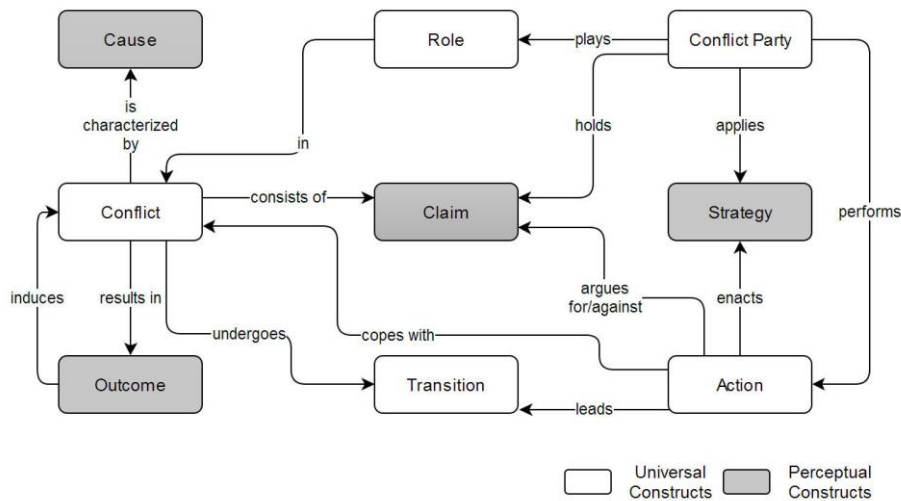 Cause
Role
plays
Conflict Party
is
characterized
by
in
holds
applies
Conflict
consists of
Claim
Strategy
performs
induces
results in
argues
for/against
enacts
undergoes
copes with
Outcome
Transition
Action
leads
Universal
Constructs
Perceptual
Constructs